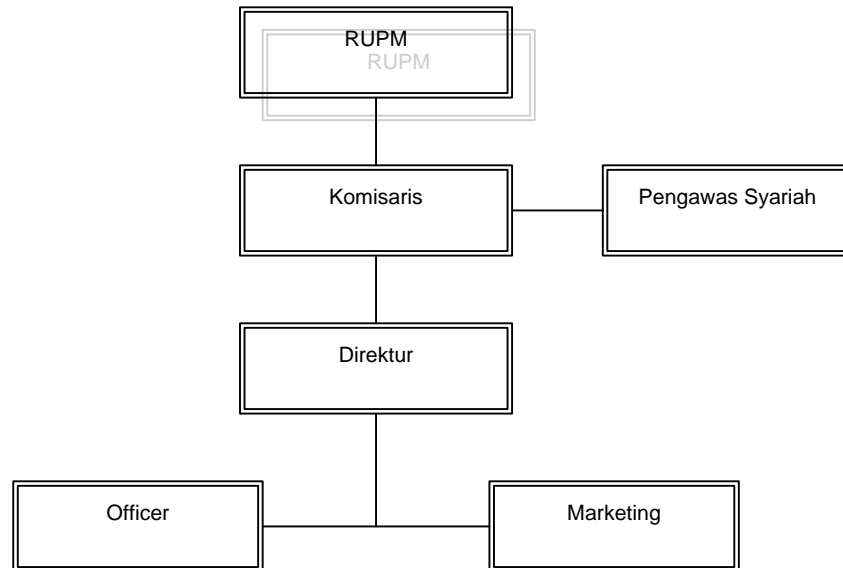 RUPM
RUPM
Komisaris
Pengawas Syariah
Direktur
Officer
Marketing